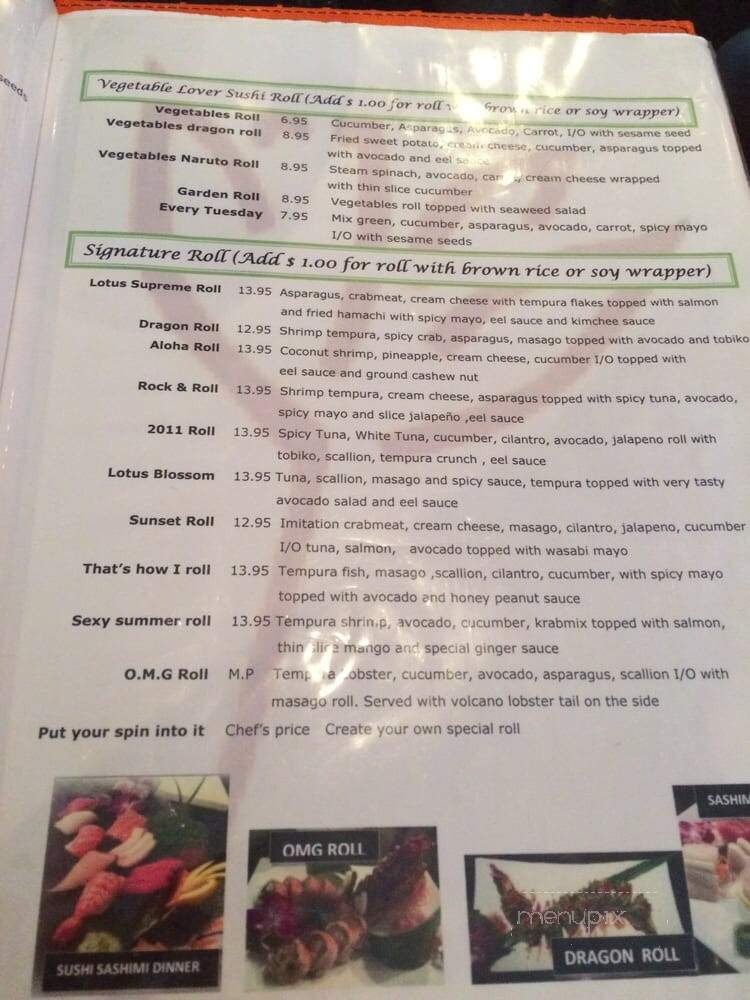 seeds
Vegetable Lover Sushi Roll (Add $ 1.00 for roll brown rice or soy wrapper)
Vegetables Roll 6.95 Cucumber, Asparagus, Avocado, Carrot, I/O with sesame seed
Vegetables dragon roll 8.95 Fried sweet potato, cream cheese, cucumber, asparagus topped
with avocado and eel sauce
Vegetables Naruto Roll 8.95 Steam spinach, avocado, cream cheese wrapped
with thin slice cucumber
Garden Roll 8.95 Vegetables roll topped with seaweed salad
Every Tuesday 7.95 Mix green, cucumber, asparagus, avocado, carrot, spicy mayo
I/O with sesame seeds
Signature Roll (Add $ 1.00 for roll with brown rice or soy wrapper)
Lotus Supreme Roll 13.95 Asparagus, crabmeat, cream cheese with tempura flakes topped with salmon
and fried hamachi with spicy mayo, eel sauce and kimchee sauce
Dragon Roll 12.95 Shrimp tempura, spicy crab, asparagus, masago topped with avocado and tobiko
Aloha Roll 13.95 Coconut shrimp, pineapple, cream cheese, cucumber I/O topped with
eel sauce and ground cashew nut
Rock & Roll 13.95 Shrimp tempura, cream cheese, asparagus topped with spicy tuna, avocado,
spicy mayo and slice jalapeño ,eel sauce
2011 Roll 13.95 Spicy Tuna, White Tuna, cucumber, cilantro, avocado, jalapeno roll with
tobiko, scallion, tempura crunch , eel sauce
Lotus Blossom 13.95 Tuna, scallion, masago and spicy sauce, tempura topped with very tasty
avocado salad and eel sauce
Sunset Roll 12.95 Imitation crabmeat, cream cheese, masago, cilantro, jalapeno, cucumber
I/O tuna, salmon, avocado topped with wasabi mayo
That's how I roll 13.95 Tempura fish, masago ,scallion, cilantro, cucumber, with spicy mayo
topped with avocado and honey peanut sauce
Sexy summer roll 13.95 Tempura shrimp, avocado, cucumber, krabmix topped with salmon,
thin slice mango and special ginger sauce
O.M.G Roll M.P Tempura lobster, cucumber, avocado, asparagus, scallion I/O with
masago roll. Served with volcano lobster tail on the side
Put your spin into it Chef's price Create your own special roll
SASHIM
OMG ROLL
menupix
DRAGON ROLL
SUSHI SASHIMI DINNER